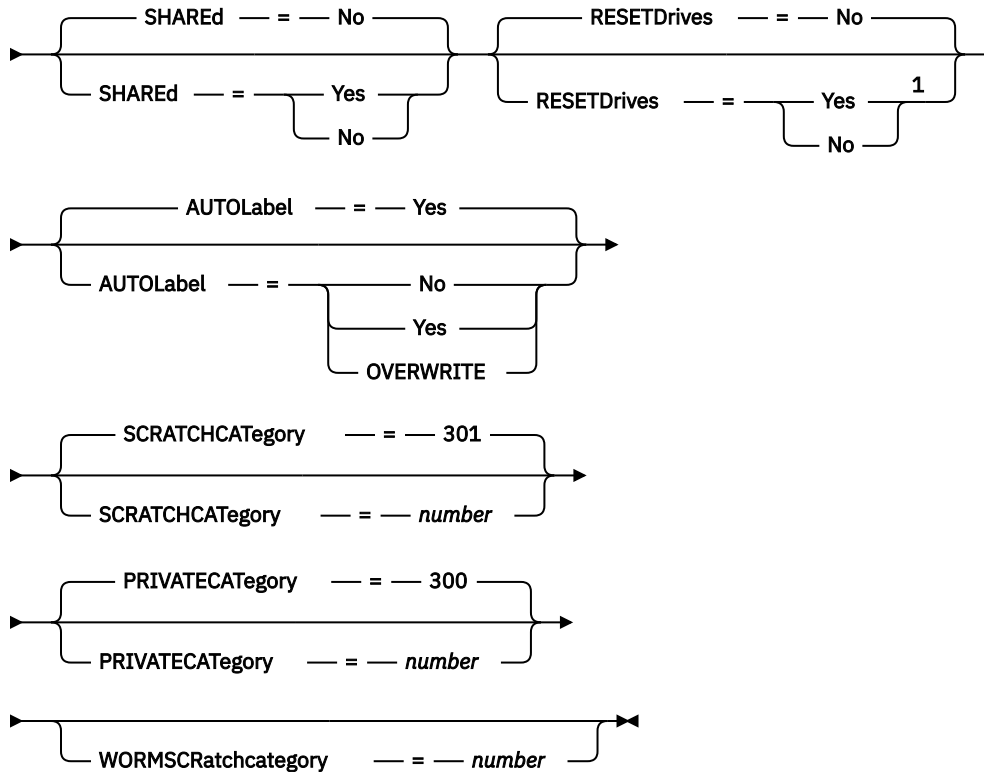 SHAREd = No
SHAREd = Yes
No
RESETDrives = No
RESETDrives = Yes 1
No
AUTOLabel = Yes
AUTOLabel = No
Yes
OVERWRITE
SCRATCHCATegory = 301
SCRATCHCATegory = number
PRIVATECATegory = 300
PRIVATECATegory = number
WORMSCRatchcategory = number